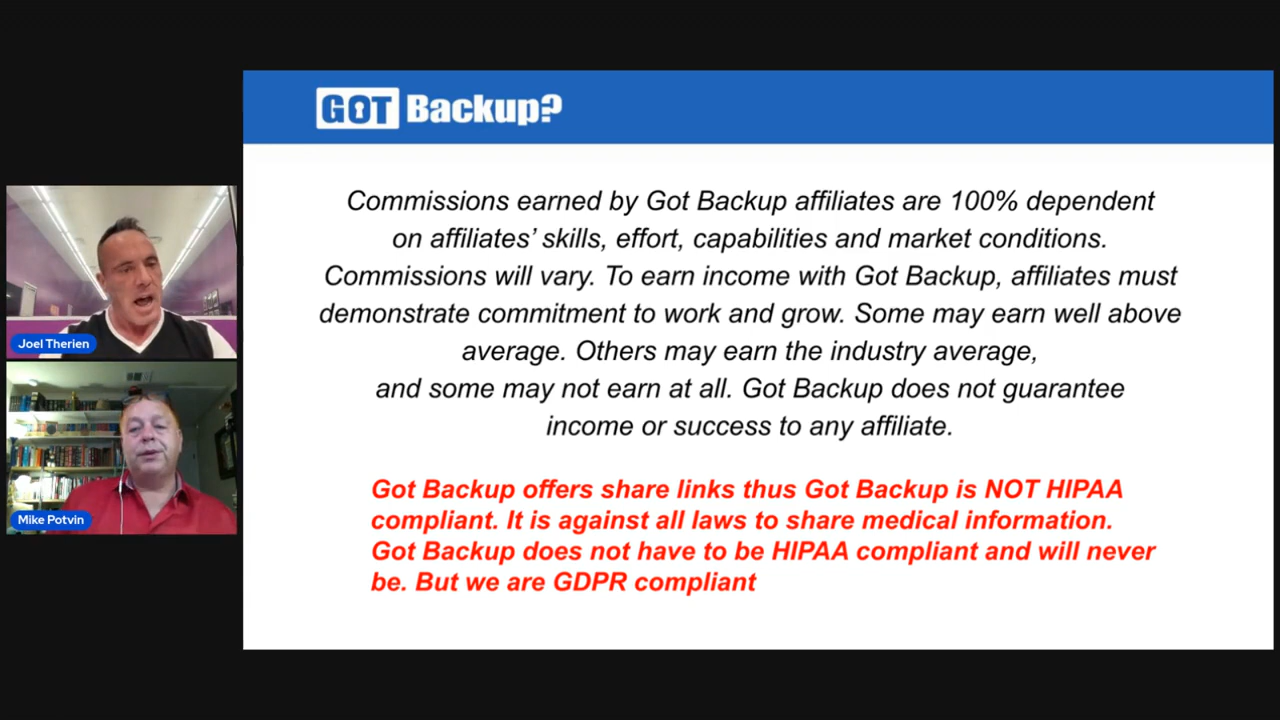 GOT Backup?
Commissions earned by Got Backup affiliates are 100% dependent
on affiliates' skills, effort, capabilities and market conditions.
Commissions will vary. To earn income with Got Backup, affiliates must
demonstrate commitment to work and grow. Some may earn well above
average. Others may earn the industry average,
and some may not earn at all. Got Backup does not guarantee
income or success to any affiliate.
Got Backup offers share links thus Got Backup is NOT HIPAA
compliant. It is against all laws to share medical information.
Got Backup does not have to be HIPAA compliant and will never
be. But we are GDPR compliant
Joel Therien
Mike Potvin